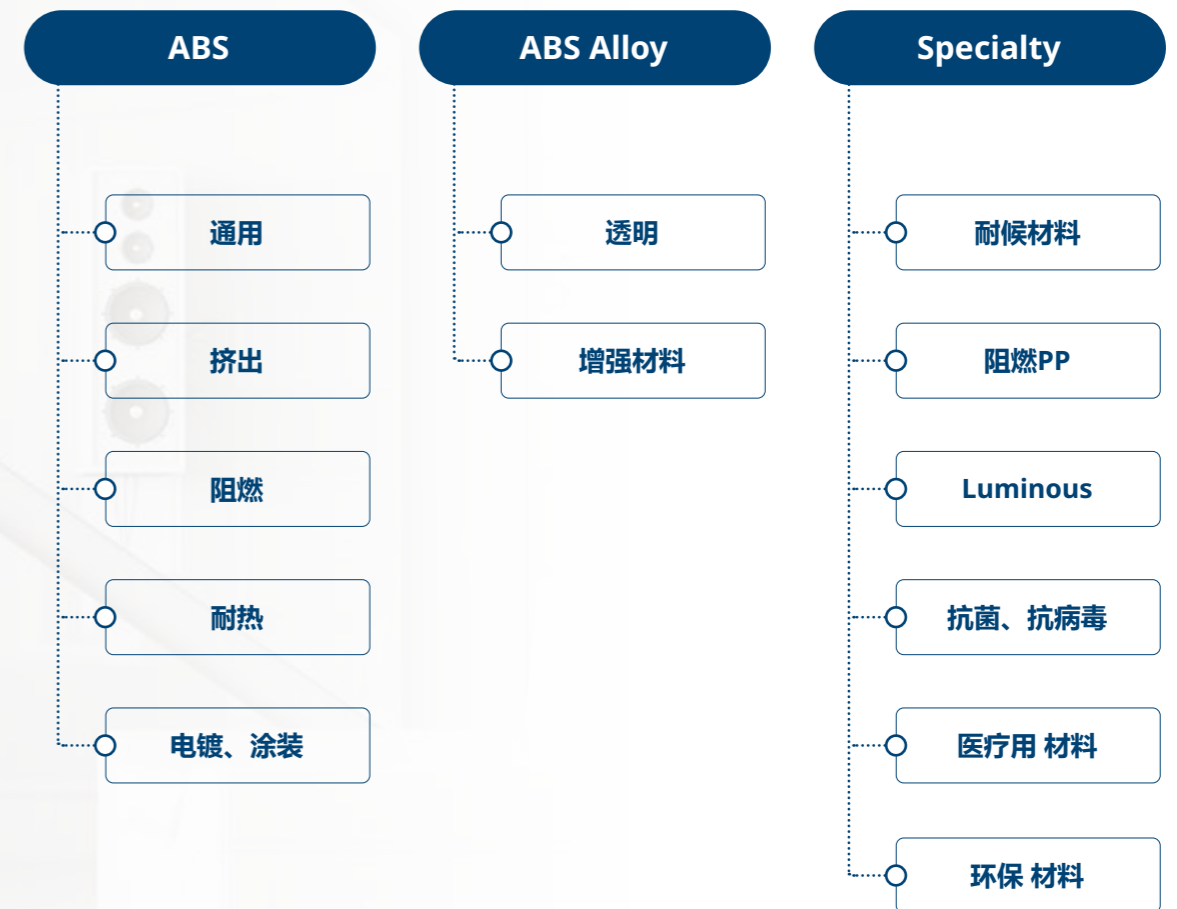 ABS
通用
挤出
阻燃
耐热
电镀、涂装
ABS Alloy
透明
增强材料
Specialty
耐候材料
阻燃PP
Luminous
抗菌、抗病毒
医疗用 材料
环保 材料